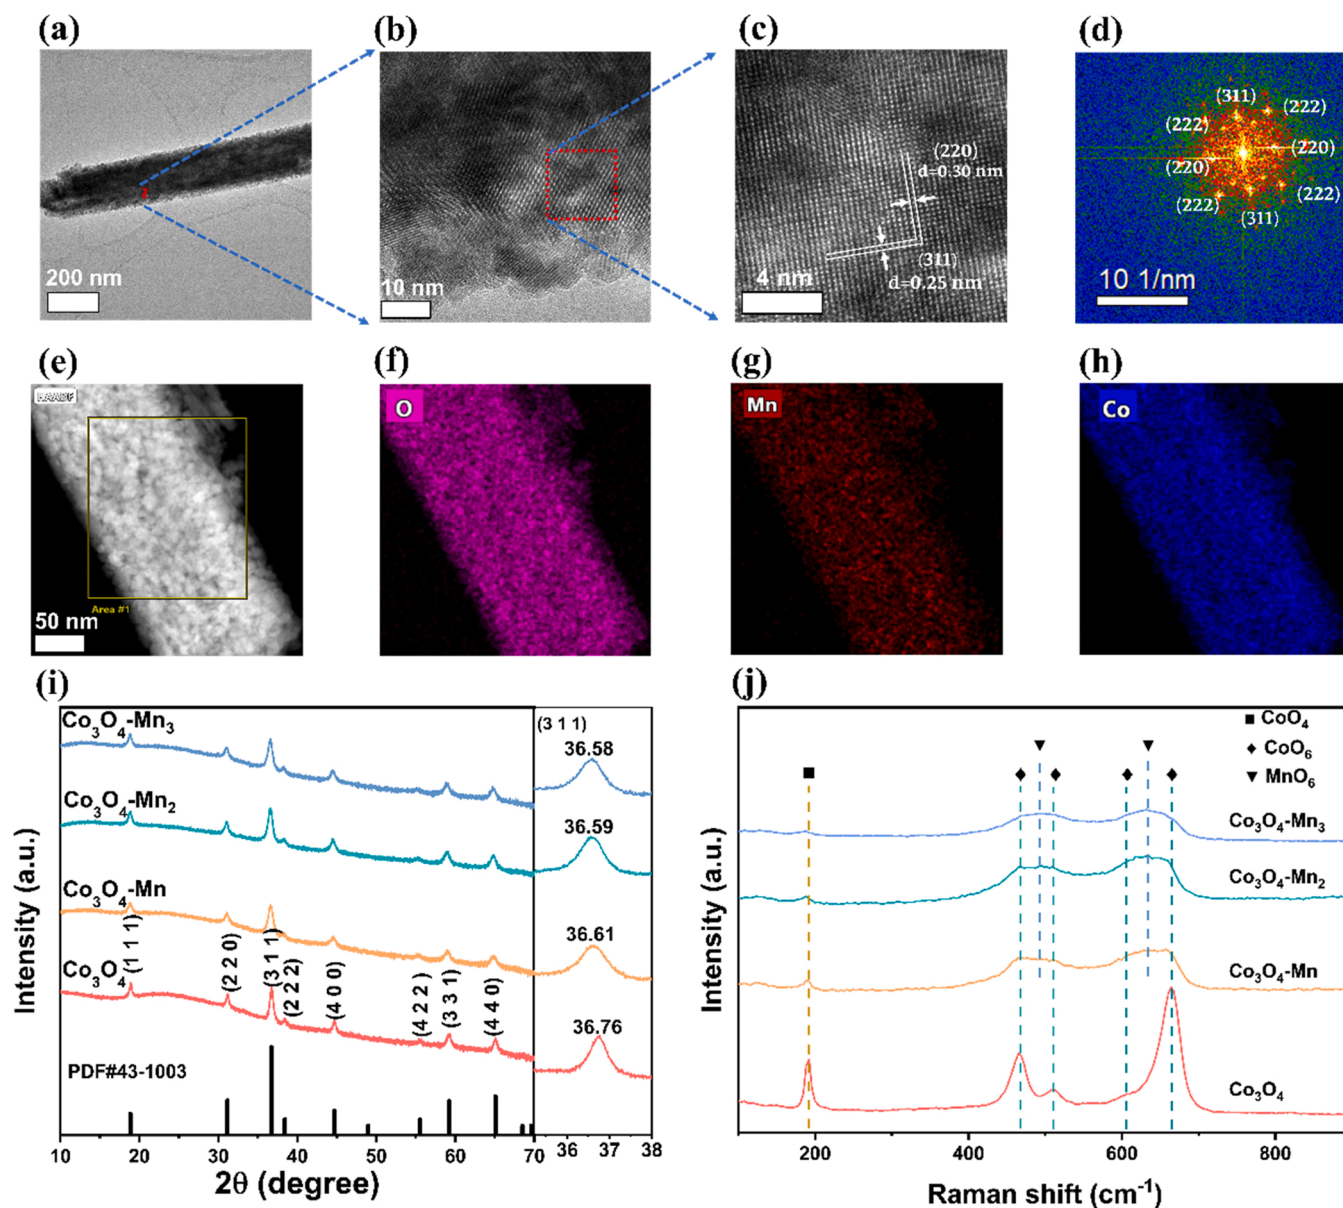 (a)
(b)
(c)
(d)
200 nm
10 nm
(220)
d=0.30 nm
(311)
d=0.25 nm
4 nm
(311)
(222)
(222)
(220)
(220)
(222)
(222)
(311)
10 1/nm
(e)
(f)
(g)
(h)
HAADF
Area #1
50 nm
O
Mn
Co
(i)
Co₃O₄-Mn₃
Co₃O₄-Mn₂
Co₃O₄-Mn
Co₃O₄
(1 1 1)
(2 2 0)
(3 1 1)
(2 2 2)
(4 0 0)
(4 2 2)
(3 3 1)
(4 4 0)
PDF#43-1003
(3 1 1)
36.58
36.59
36.61
36.76
Intensity (a.u.)
10 20 30 40 50 60 70
36 37 38
2θ (degree)
(j)
CoO₄
CoO₆
MnO₆
Co₃O₄-Mn₃
Co₃O₄-Mn₂
Co₃O₄-Mn
Co₃O₄
Intensity (a.u.)
200 400 600 800
Raman shift (cm⁻¹)